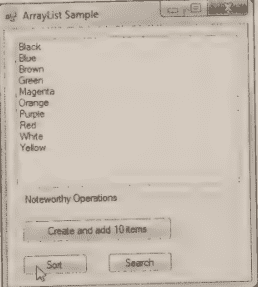 ArrayList Sample
Black
Blue
Brown
Green
Magenta
Orange
Purple
Red
White
Yellow
Noteworthy Operations
Create and add 10 items
Sort
Search